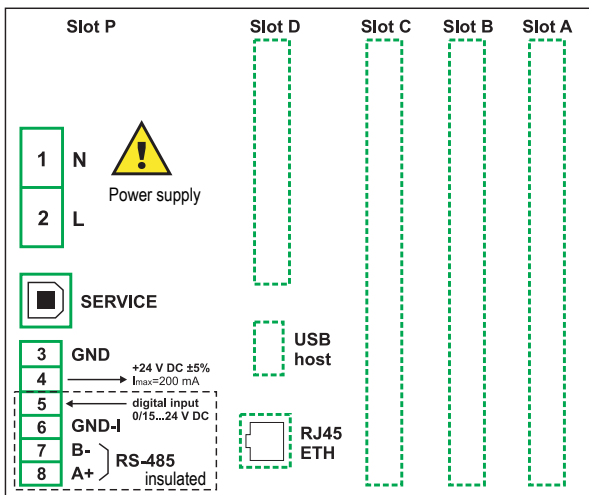 Slot P Slot D Slot C Slot B Slot A
1 N
Power supply
2 L
SERVICE
USB
host
3 GND
4 +24 V DC ±5%
Imax=200 mA
5 digital input
0/15...24 V DC
6 GND-I
7 B-
8 A+
RS-485
insulated
RJ45
ETH